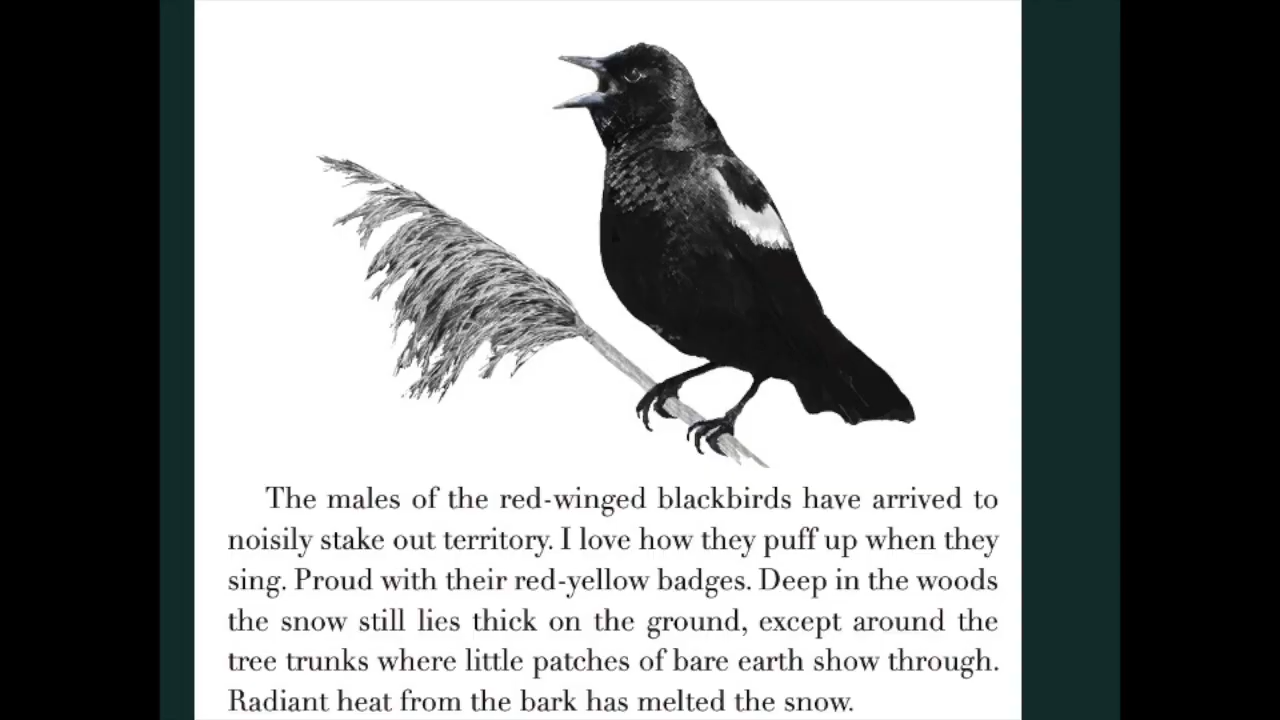 The males of the red-winged blackbirds have arrived to
noisily stake out territory. I love how they puff up when they
sing. Proud with their red-yellow badges. Deep in the woods
the snow still lies thick on the ground, except around the
tree trunks where little patches of bare earth show through.
Radiant heat from the bark has melted the snow.